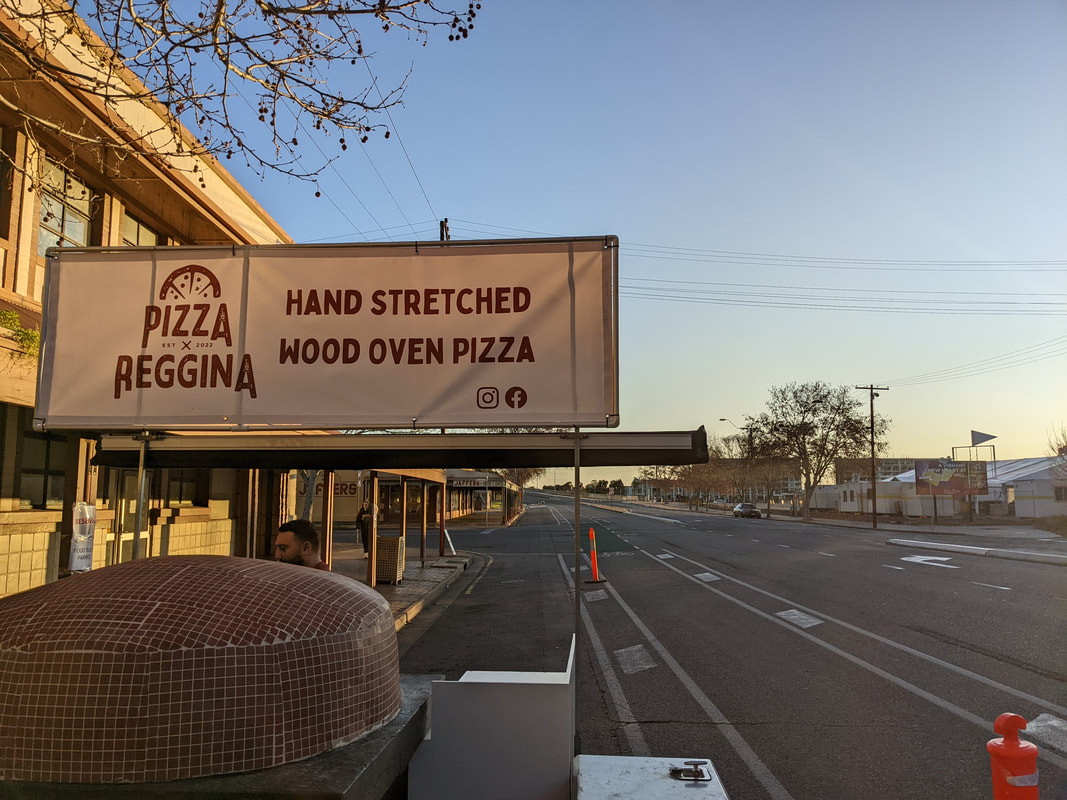 PIZZA
EST 2022
REGGINA
HAND STRETCHED
WOOD OVEN PIZZA